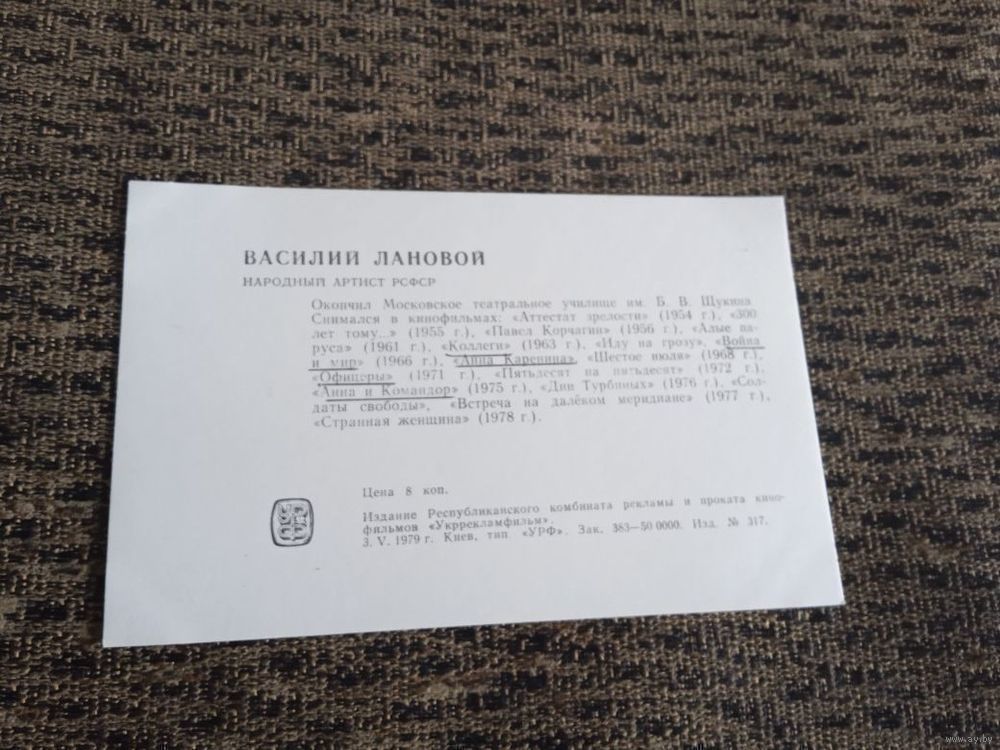 ВАСИЛИЙ ЛАНОВОЙ
НАРОДНЫЙ АРТИСТ РСФСР
Окончил Московское театральное училище им. Б. В. Щукина.
Снимался в кинофильмах: «Аттестат зрелости» (1954 г.), «300
лет тому...» (1955 г.), «Павел Корчагин» (1956 г.), «Алые па-
руса» (1961 г.), «Коллеги» (1963 г.), «Иду на грозу», «Война
и мир» (1966 г.), «Анна Каренина», «Шестое июля» (1968 г.),
«Офицеры» (1971 г.), «Пятьдесят на пятьдесят» (1972 г.),
«Анна и Командор» (1975 г.), «Дни Турбиных» (1976 г.), «Сол-
даты свободы», «Встреча на далёком меридиане» (1977 г.),
«Странная женщина» (1978 г.).
Цена 8 коп.
Издание Республиканского комбината рекламы и проката кино-
фильмов «Укррекламфильм».
3. V. 1979 г. Киев, тип. «УРФ». Зак. 383—50 0000. Изд. № 317.
www.ay.by